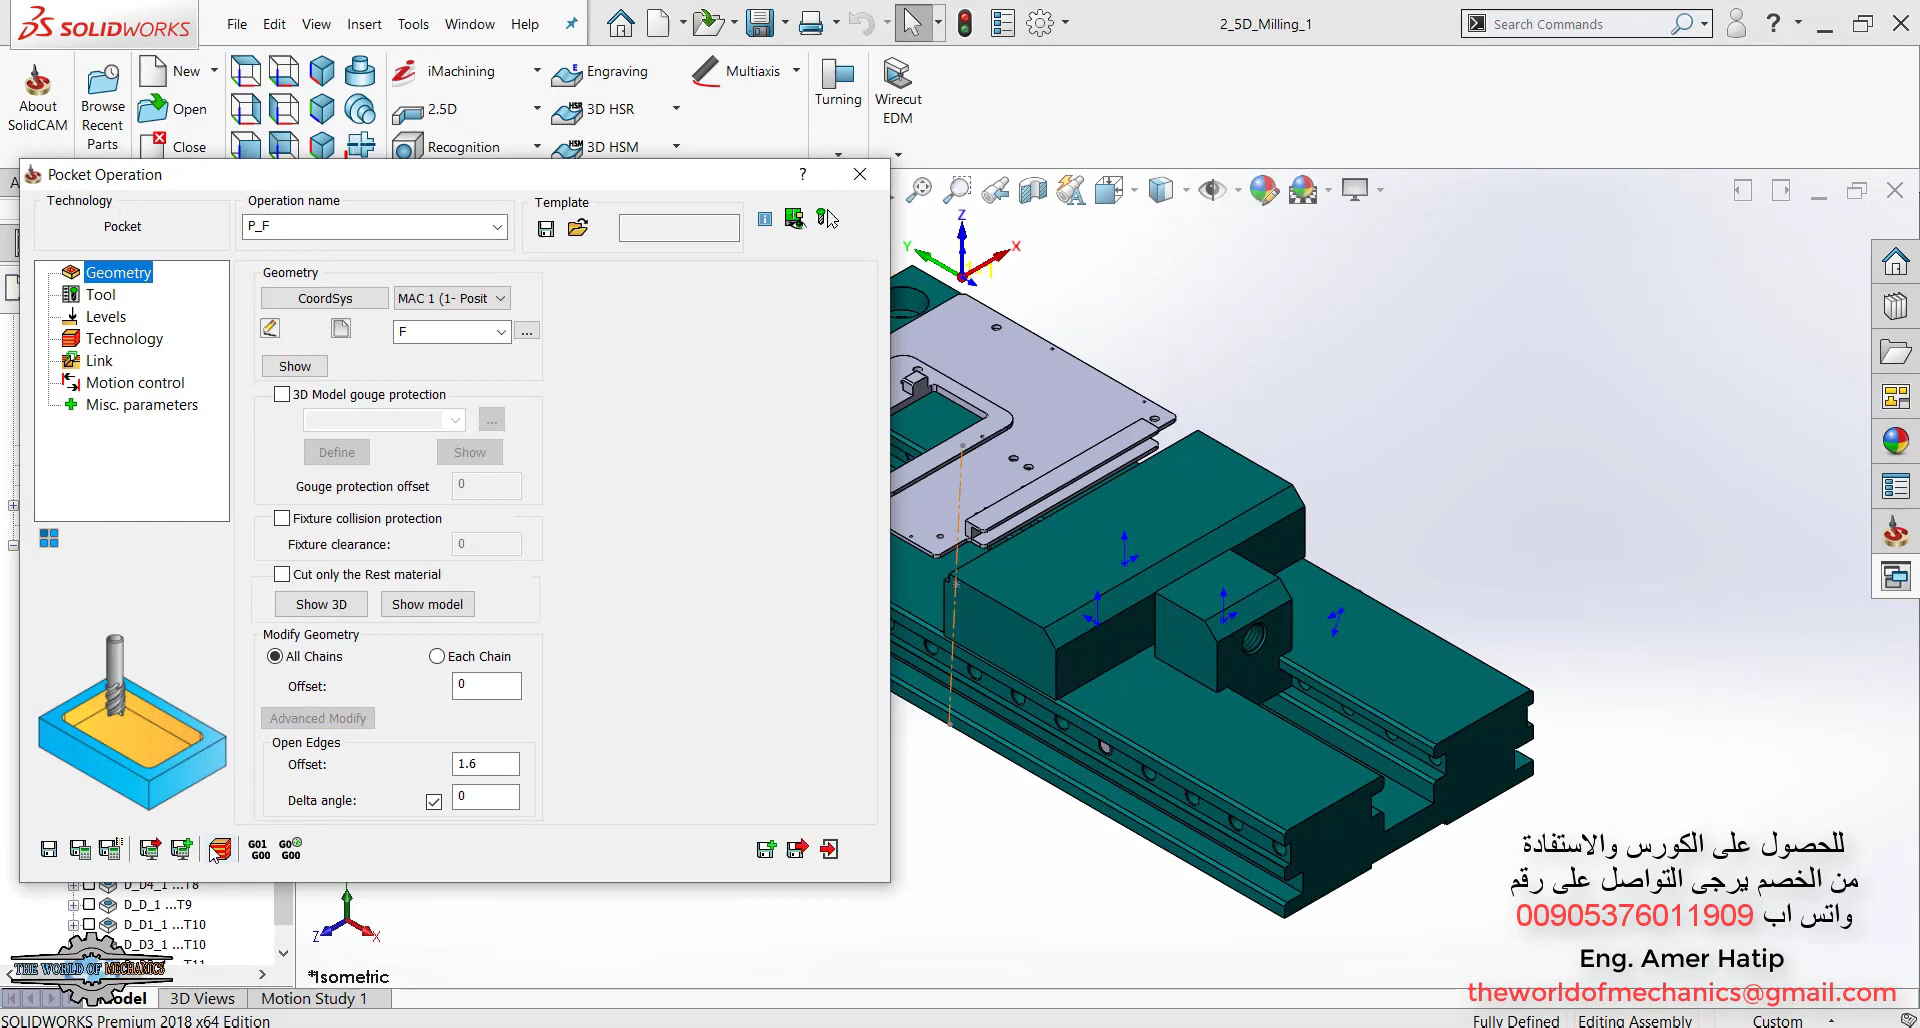 SOLIDWORKS
File Edit View Insert Tools Window Help
2_5D_Milling_1
Search Commands
About SolidCAM
Browse Recent Parts
New
Open
Close
iMachining
2.5D
Recognition
Engraving
3D HSR
3D HSM
Multiaxis
Turning
Wirecut EDM
Pocket Operation
Technology
Pocket
Operation name
P_F
Template
Geometry
Tool
Levels
Technology
Link
Motion control
Misc. parameters
Geometry
CoordSys
MAC 1 (1- Posit
F
...
Show
3D Model gouge protection
...
Define
Show
Gouge protection offset
0
Fixture collision protection
Fixture clearance:
0
Cut only the Rest material
Show 3D
Show model
Modify Geometry
All Chains
Each Chain
Offset:
0
Advanced Modify
Open Edges
Offset:
1.6
Delta angle:
0
G01 G00
G00
Z
Y
X
D_D4_1 ...T8
D_D_1 ...T9
D_D1_1 ...T10
D_D3_1 ...T10
THE WORLD OF MECHANICS
Z
X
*Isometric
Model
3D Views
Motion Study 1
SOLIDWORKS Premium 2018 x64 Edition
للحصول على الكورس والاستفادة
من الخصم يرجى التواصل على رقم
واتس اب 00905376011909
Eng. Amer Hatip
theworldofmechanics@gmail.com
Fully Defined
Editing Assembly
Custom